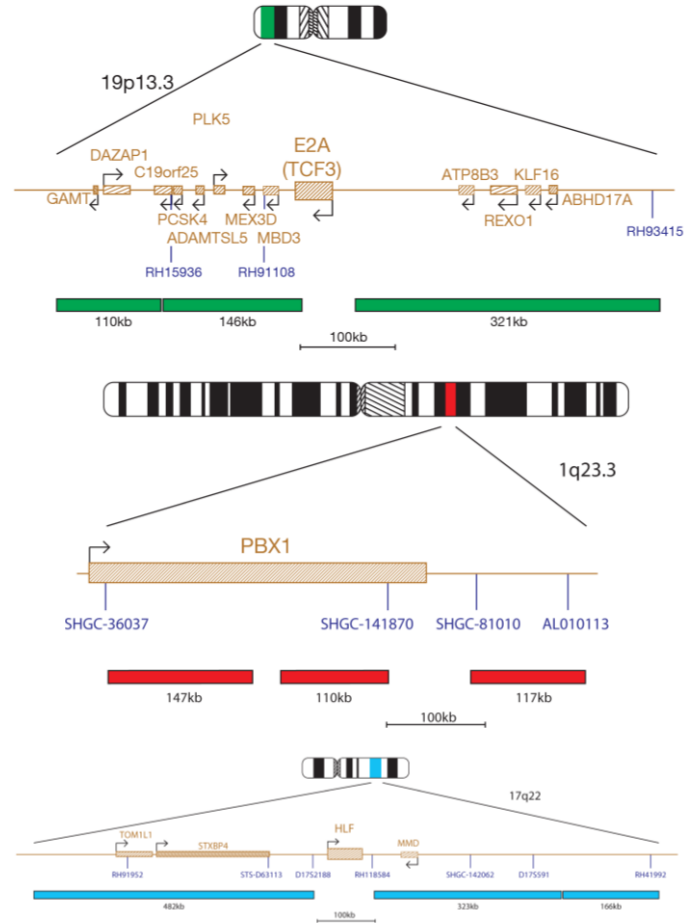 19p13.3
PLK5
DAZAP1
E2A
(TCF3)
C19orf25
ATP8B3 KLF16
GAMT
ABHD17A
PCSK4
MEX3D
REXO1
ADAMTSL5
MBD3
RH93415
RH15936
RH91108
110kb
146kb
321kb
100kb
1q23.3
PBX1
SHGC-36037
SHGC-141870
SHGC-81010
AL010113
147kb
110kb
117kb
100kb
17q22
HLF
TOM1L1
STXBP4
MMD
RH91952
STS-D63113
D17S2188
RH118584
SHGC-142062
D17S591
RH41992
482kb
323kb
166kb
100kb